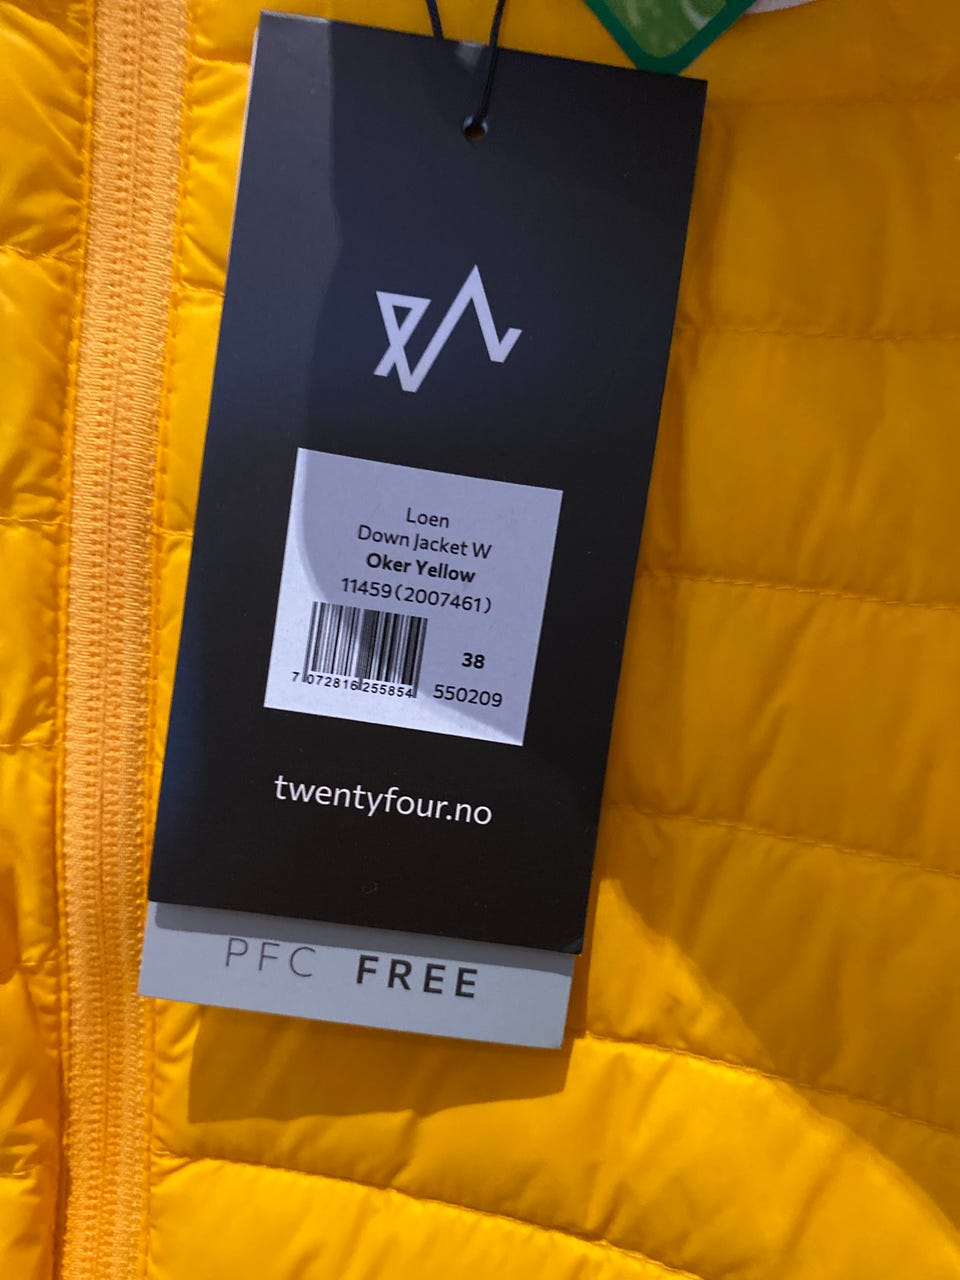 Loen
Down Jacket W
Oker Yellow
11459(2007461)
38
7 072816 255854
550209
twentyfour.no
PFC FREE